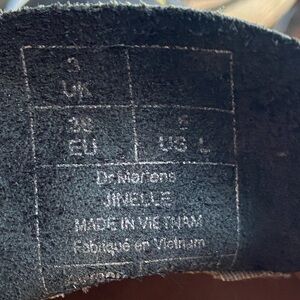 3
UK
36 5
EU US L
Dr.Martens
JINELLE
MADE IN VIETNAM
Fabriqué en Vietnam